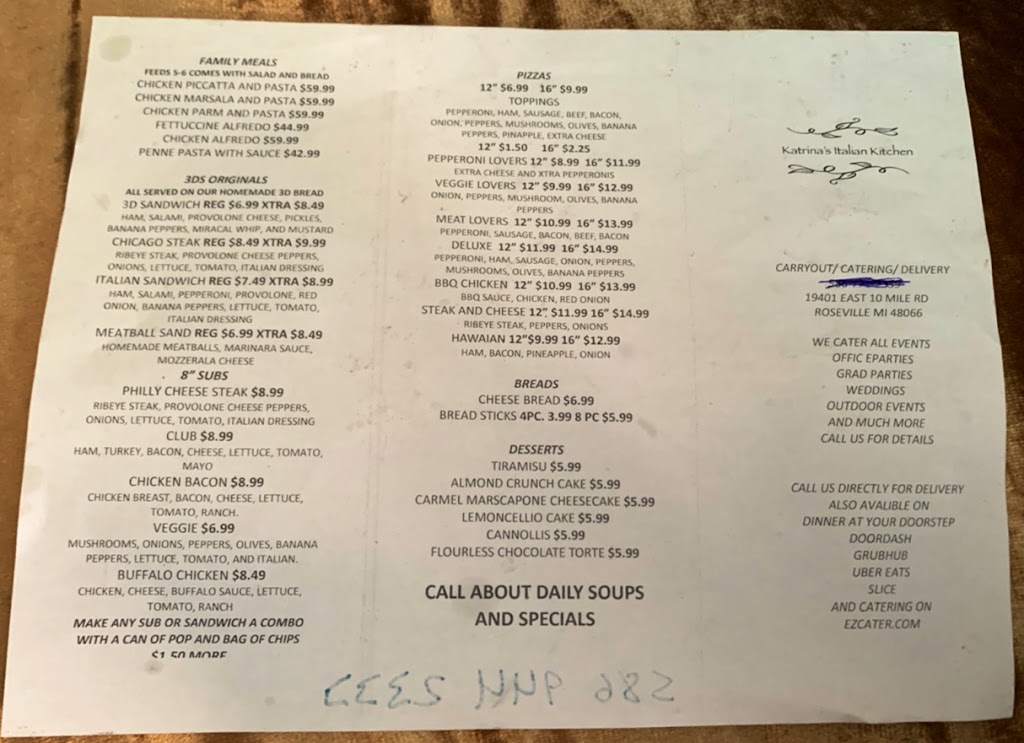 FAMILY MEALS
FEEDS 5-6 COMES WITH SALAD AND BREAD
CHICKEN PICCATTA AND PASTA $59.99
CHICKEN MARSALA AND PASTA $59.99
CHICKEN PARM AND PASTA $59.99
FETTUCCINE ALFREDO $44.99
CHICKEN ALFREDO $59.99
PENNE PASTA WITH SAUCE $42.99
3DS ORIGINALS
ALL SERVED ON OUR HOMEMADE 3D BREAD
3D SANDWICH REG $6.99 XTRA $8.49
HAM, SALAMI, PROVOLONE CHEESE, PICKLES,
BANANA PEPPERS, MIRACAL WHIP, AND MUSTARD
CHICAGO STEAK REG $8.49 XTRA $9.99
RIBEYE STEAK, PROVOLONE CHEESE PEPPERS,
ONIONS, LETTUCE, TOMATO, ITALIAN DRESSING
ITALIAN SANDWICH REG $7.49 XTRA $8.99
HAM, SALAMI, PEPPERONI, PROVOLONE, RED
ONION, BANANA PEPPERS, LETTUCE, TOMATO,
ITALIAN DRESSING
MEATBALL SAND REG $6.99 XTRA $8.49
HOMEMADE MEATBALLS, MARINARA SAUCE,
MOZZERALA CHEESE
8" SUBS
PHILLY CHEESE STEAK $8.99
RIBEYE STEAK, PROVOLONE CHEESE PEPPERS,
ONIONS, LETTUCE, TOMATO, ITALIAN DRESSING
CLUB $8.99
HAM, TURKEY, BACON, CHEESE, LETTUCE, TOMATO,
MAYO
CHICKEN BACON $8.99
CHICKEN BREAST, BACON, CHEESE, LETTUCE,
TOMATO, RANCH.
VEGGIE $6.99
MUSHROOMS, ONIONS, PEPPERS, OLIVES, BANANA
PEPPERS, LETTUCE, TOMATO, AND ITALIAN.
BUFFALO CHICKEN $8.49
CHICKEN, CHEESE, BUFFALO SAUCE, LETTUCE,
TOMATO, RANCH
MAKE ANY SUB OR SANDWICH A COMBO
WITH A CAN OF POP AND BAG OF CHIPS
$1.50 MORE
PIZZAS
12" $6.99 16" $9.99
TOPPINGS
PEPPERONI, HAM, SAUSAGE, BEEF, BACON,
ONION, PEPPERS, MUSHROOMS, OLIVES, BANANA
PEPPERS, PINAPPLE, EXTRA CHEESE
12" $1.50 16" $2.25
PEPPERONI LOVERS 12" $8.99 16" $11.99
EXTRA CHEESE AND XTRA PEPPERONIS
VEGGIE LOVERS 12" $9.99 16" $12.99
ONION, PEPPERS, MUSHROOM, OLIVES, BANANA
PEPPERS
MEAT LOVERS 12" $10.99 16" $13.99
PEPPERONI, SAUSAGE, BACON, BEEF, BACON
DELUXE 12" $11.99 16" $14.99
PEPPERONI, HAM, SAUSAGE, ONION, PEPPERS,
MUSHROOMS, OLIVES, BANANA PEPPERS
BBQ CHICKEN 12" $10.99 16" $13.99
BBQ SAUCE, CHICKEN, RED ONION
STEAK AND CHEESE 12" $11.99 16" $14.99
RIBEYE STEAK, PEPPERS, ONIONS
HAWAIAN 12"$9.99 16" $12.99
HAM, BACON, PINEAPPLE, ONION
BREADS
CHEESE BREAD $6.99
BREAD STICKS 4PC. 3.99 8 PC $5.99
DESSERTS
TIRAMISU $5.99
ALMOND CRUNCH CAKE $5.99
CARMEL MARSCAPONE CHEESECAKE $5.99
LEMONCELLIO CAKE $5.99
CANNOLLIS $5.99
FLOURLESS CHOCOLATE TORTE $5.99
CALL ABOUT DAILY SOUPS
AND SPECIALS
Katrina's Italian Kitchen
CARRYOUT/ CATERING/ DELIVERY
19401 EAST 10 MILE RD
ROSEVILLE MI 48066
WE CATER ALL EVENTS
OFFIC EPARTIES
GRAD PARTIES
WEDDINGS
OUTDOOR EVENTS
AND MUCH MORE
CALL US FOR DETAILS
CALL US DIRECTLY FOR DELIVERY
ALSO AVALIBLE ON
DINNER AT YOUR DOORSTEP
DOORDASH
GRUBHUB
UBER EATS
SLICE
AND CATERING ON
EZCATER.COM